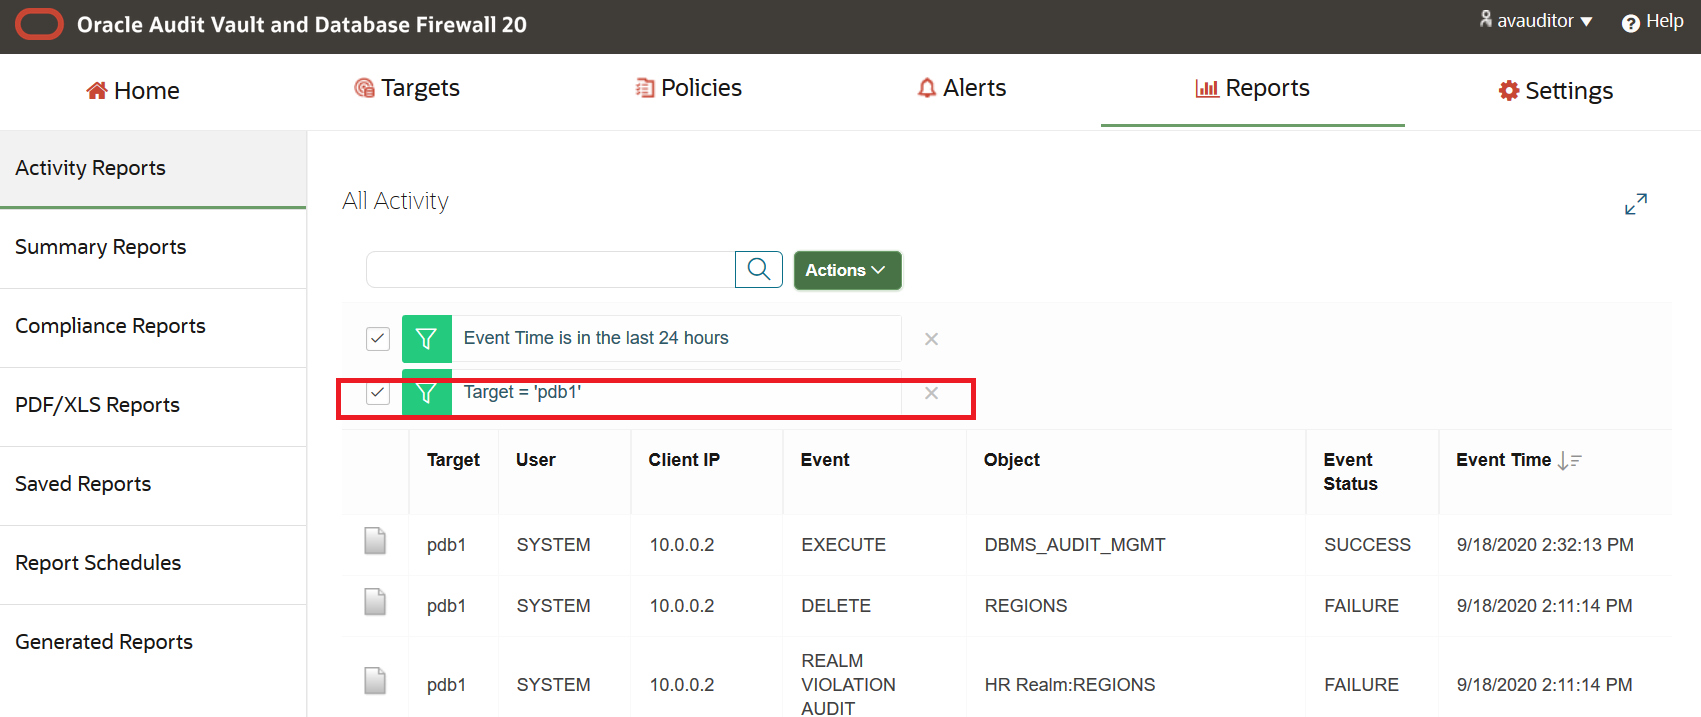 Oracle Audit Vault and Database Firewall 20
avauditor
Help
Home
Targets
Policies
Alerts
Reports
Settings
Activity Reports
Summary Reports
Compliance Reports
PDF/XLS Reports
Saved Reports
Report Schedules
Generated Reports
All Activity
Actions
Event Time is in the last 24 hours
Target = 'pdb1'
Target User Client IP Event Object Event Status Event Time
pdb1 SYSTEM 10.0.0.2 EXECUTE DBMS_AUDIT_MGMT SUCCESS 9/18/2020 2:32:13 PM
pdb1 SYSTEM 10.0.0.2 DELETE REGIONS FAILURE 9/18/2020 2:11:14 PM
pdb1 SYSTEM 10.0.0.2 REALM VIOLATION AUDIT HR Realm:REGIONS FAILURE 9/18/2020 2:11:14 PM